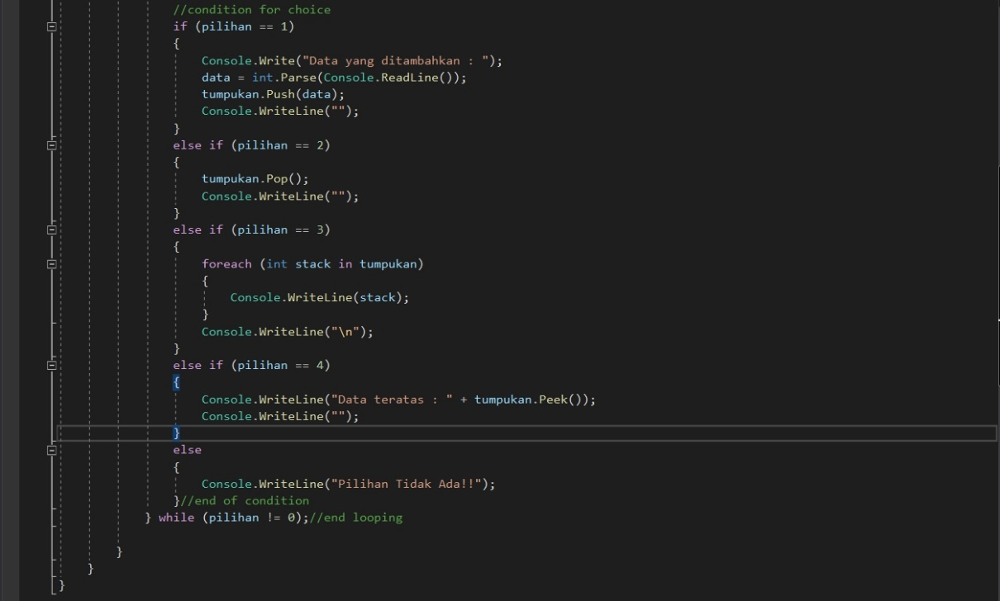 //condition for choice
if (pilihan == 1)
{
Console.Write("Data yang ditambahkan : ");
data = int.Parse(Console.ReadLine());
tumpukan.Push(data);
Console.WriteLine("");
}
else if (pilihan == 2)
{
tumpukan.Pop();
Console.WriteLine("");
}
else if (pilihan == 3)
{
foreach (int stack in tumpukan)
{
Console.WriteLine(stack);
}
Console.WriteLine("\n");
}
else if (pilihan == 4)
{
Console.WriteLine("Data teratas : " + tumpukan.Peek());
Console.WriteLine("");
}
else
{
Console.WriteLine("Pilihan Tidak Ada!!");
}//end of condition
} while (pilihan != 0);//end looping
}
}
}